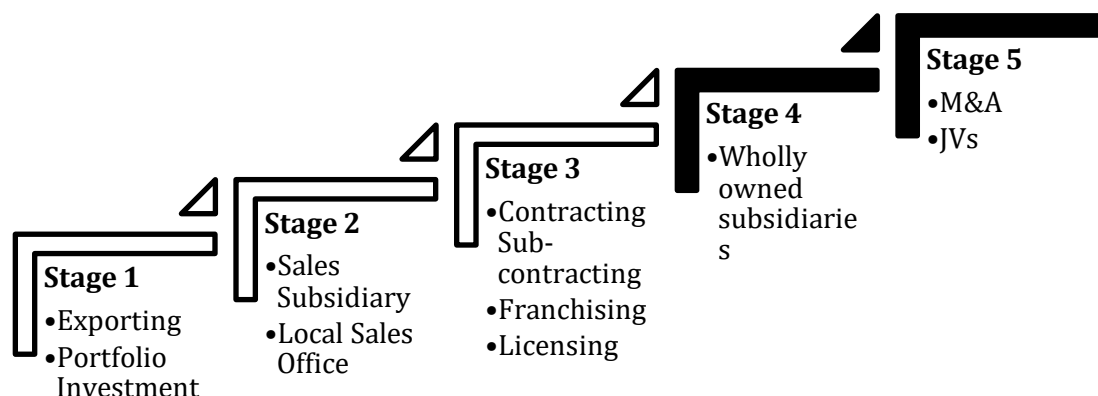 Stage 1
•Exporting
•Portfolio
Investment
Stage 2
•Sales
Subsidiary
•Local Sales
Office
Stage 3
•Contracting
Sub-
contracting
•Franchising
•Licensing
Stage 4
•Wholly
owned
subsidiarie
s
Stage 5
•M&A
•JVs